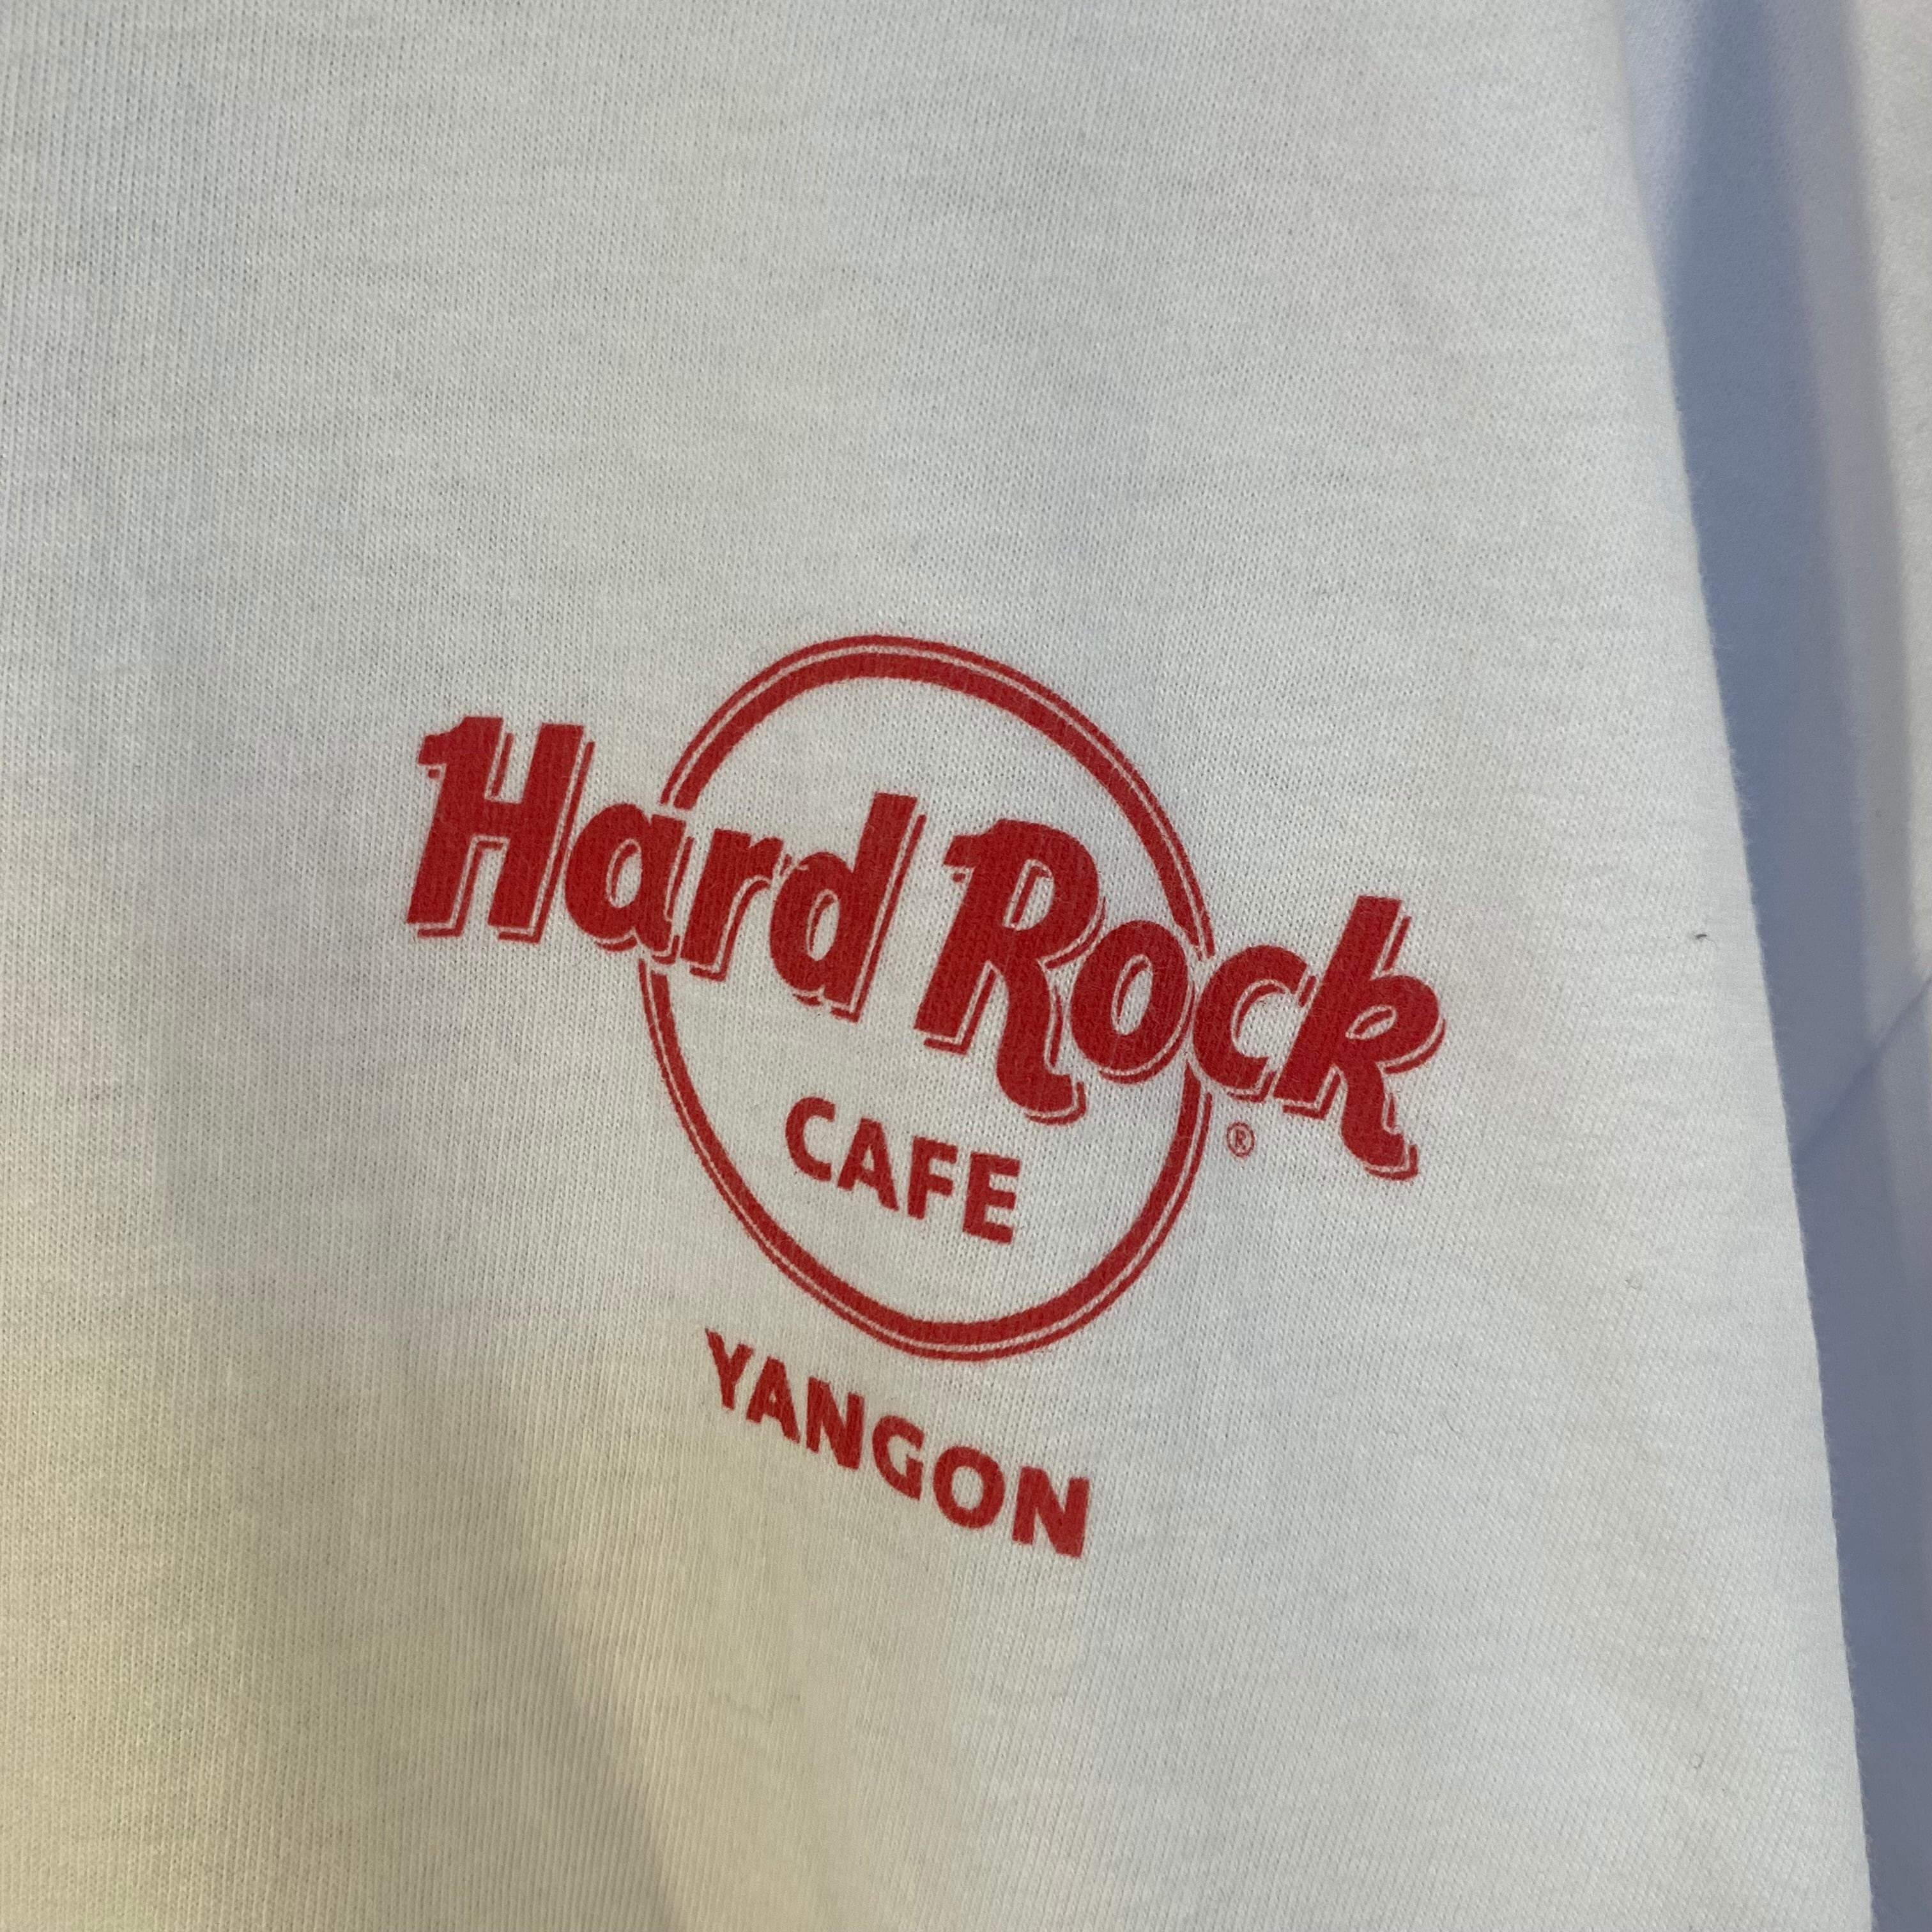 Hard Rock
CAFE
®
YANGON